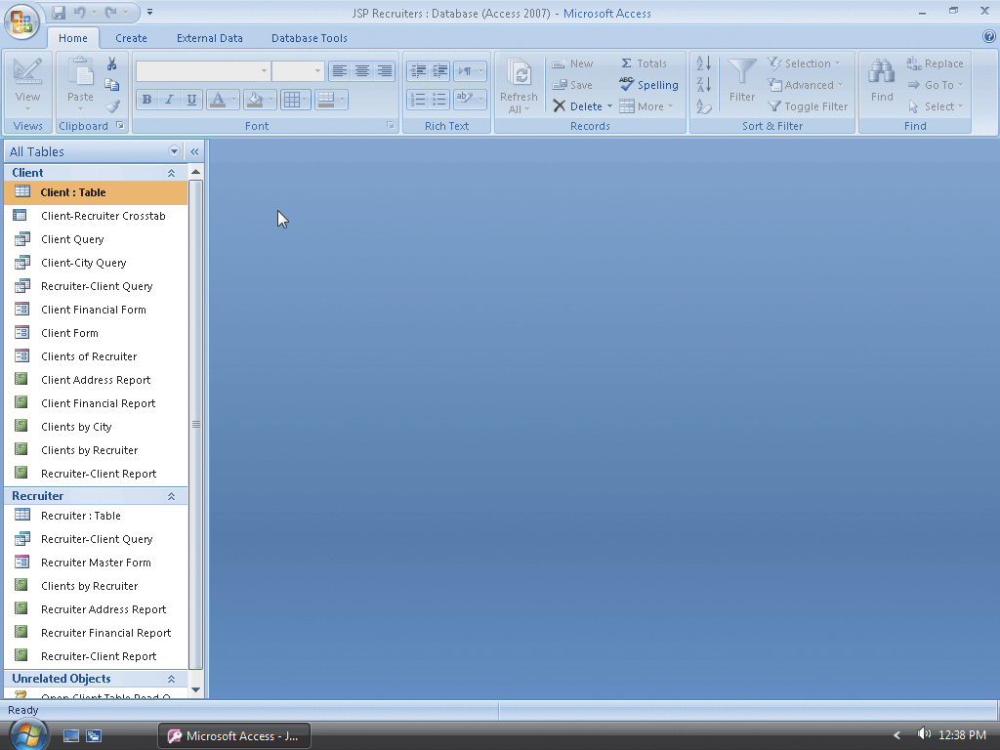 JSP Recruiters : Database (Access 2007) - Microsoft Access
Home Create External Data Database Tools
View
Views
Paste
Clipboard
B I U A
Font
ab
Rich Text
Refresh All
New
Save
Delete
Σ Totals
ABC Spelling
More
Records
Filter
Selection
Advanced
Toggle Filter
Sort & Filter
Find
Replace
Go To
Select
Find
All Tables
Client
Client : Table
Client-Recruiter Crosstab
Client Query
Client-City Query
Recruiter-Client Query
Client Financial Form
Client Form
Clients of Recruiter
Client Address Report
Client Financial Report
Clients by City
Clients by Recruiter
Recruiter-Client Report
Recruiter
Recruiter : Table
Recruiter-Client Query
Recruiter Master Form
Clients by Recruiter
Recruiter Address Report
Recruiter Financial Report
Recruiter-Client Report
Unrelated Objects
Open Client Table Read O
Ready
Microsoft Access - J...
12:38 PM